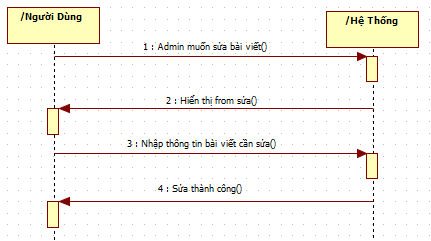 /Người Dùng
/Hệ Thống
1 : Admin muốn sửa bài viết()
2 : Hiển thị from sửa()
3 : Nhập thông tin bài viết cần sửa()
4 : Sửa thành công()